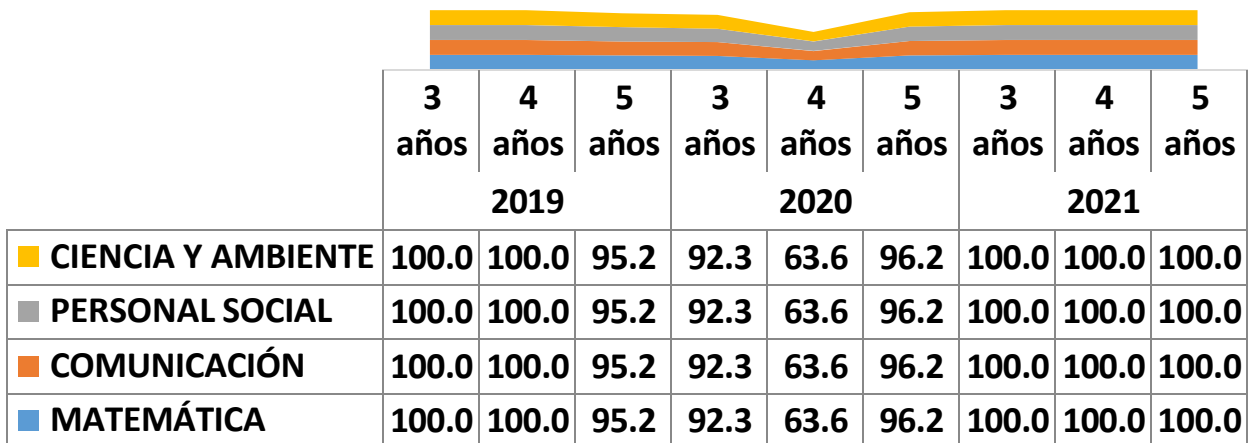 3 4 5 3 4 5 3 4 5
años años años años años años años años años
2019 2020 2021
CIENCIA Y AMBIENTE 100.0 100.0 95.2 92.3 63.6 96.2 100.0 100.0 100.0
PERSONAL SOCIAL 100.0 100.0 95.2 92.3 63.6 96.2 100.0 100.0 100.0
COMUNICACIÓN 100.0 100.0 95.2 92.3 63.6 96.2 100.0 100.0 100.0
MATEMÁTICA 100.0 100.0 95.2 92.3 63.6 96.2 100.0 100.0 100.0